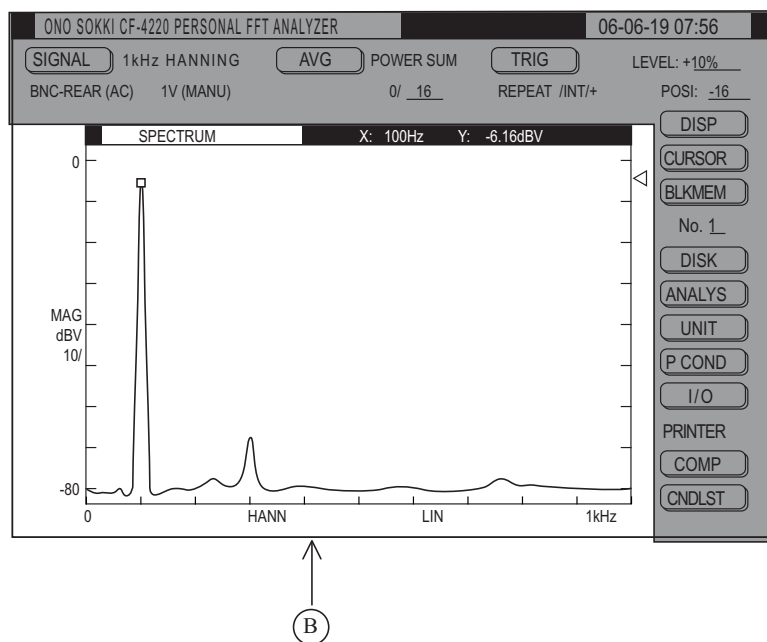 ONO SOKKI CF-4220 PERSONAL FFT ANALYZER 06-06-19 07:56
SIGNAL 1kHz HANNING AVG POWER SUM TRIG LEVEL: +10%
BNC-REAR (AC) 1V (MANU) 0/ 16 REPEAT /INT/+ POSI: -16
DISP
SPECTRUM X: 100Hz Y: -6.16dBV
CURSOR
BLKMEM
No. 1
DISK
ANALYS
UNIT
P COND
I/O
PRINTER
COMP
CNDLST
0
MAG
dBV
10/
-80
0 HANN LIN 1kHz
B